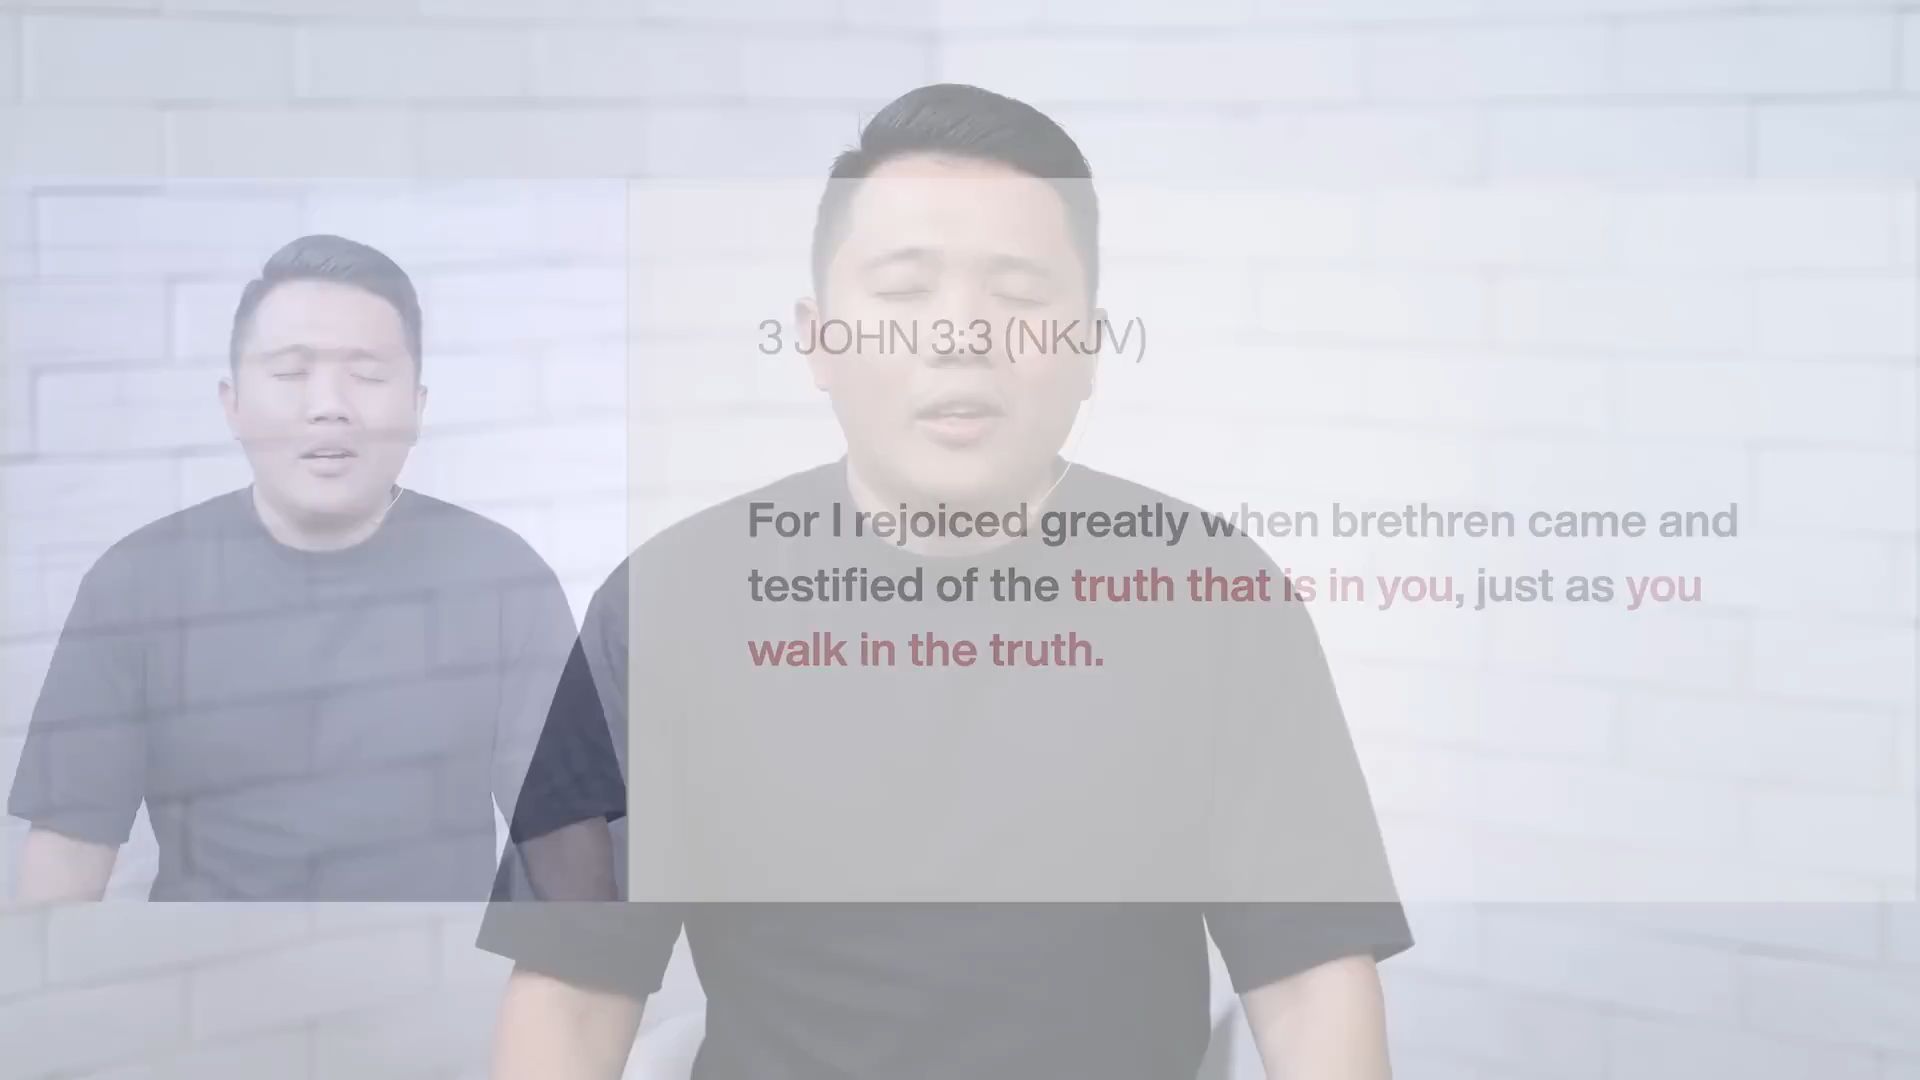 3 JOHN 3:3 (NKJV)
For I rejoiced greatly when brethren came and
testified of the truth that is in you, just as you
walk in the truth.